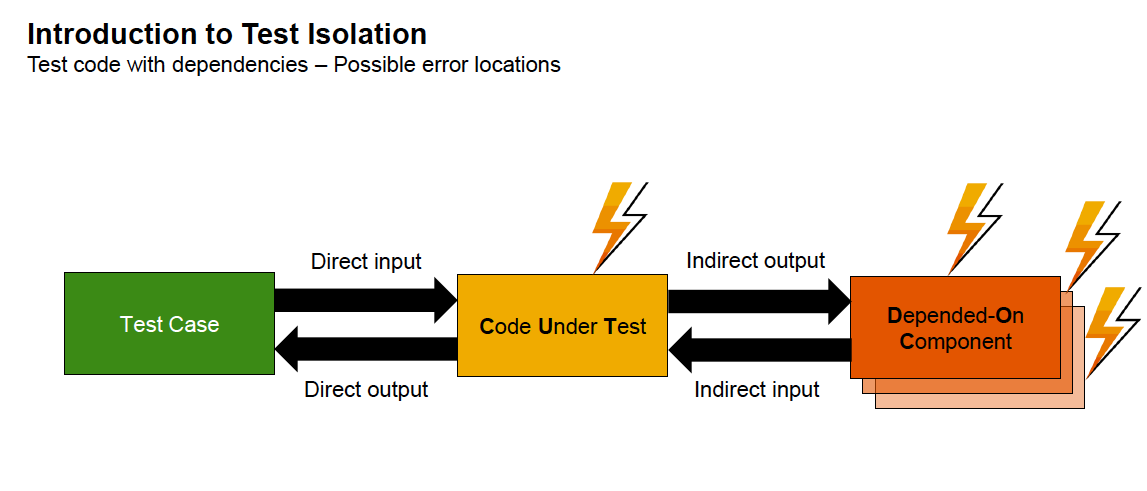 Introduction to Test Isolation
Test code with dependencies – Possible error locations
Direct input
Indirect output
Test Case
Code Under Test
Depended-On
Component
Direct output
Indirect input